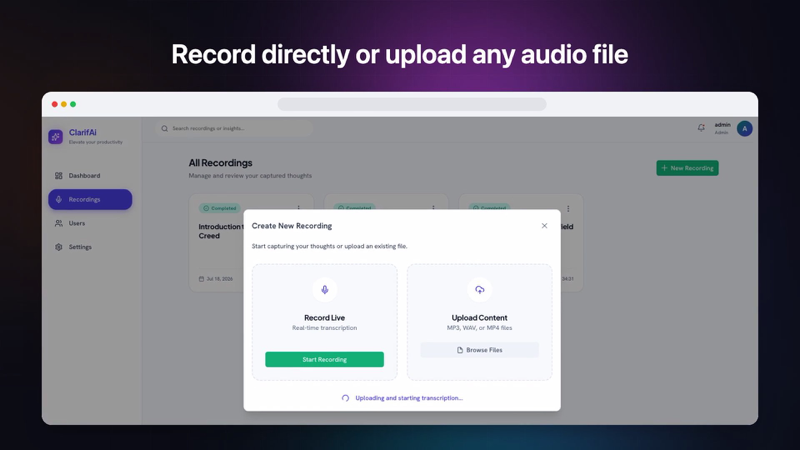 Record directly or upload any audio file
ClarifAi
Elevate your productivity
Search recordings or insights...
admin
Admin
A
Dashboard
Recordings
Users
Settings
All Recordings
Manage and review your captured thoughts
New Recording
Completed
Completed
Completed
Introduction
Creed
Jul 18, 2026
34:31
Create New Recording
Start capturing your thoughts or upload an existing file.
Record Live
Real-time transcription
Start Recording
Upload Content
MP3, WAV, or MP4 files
Browse Files
Uploading and starting transcription...